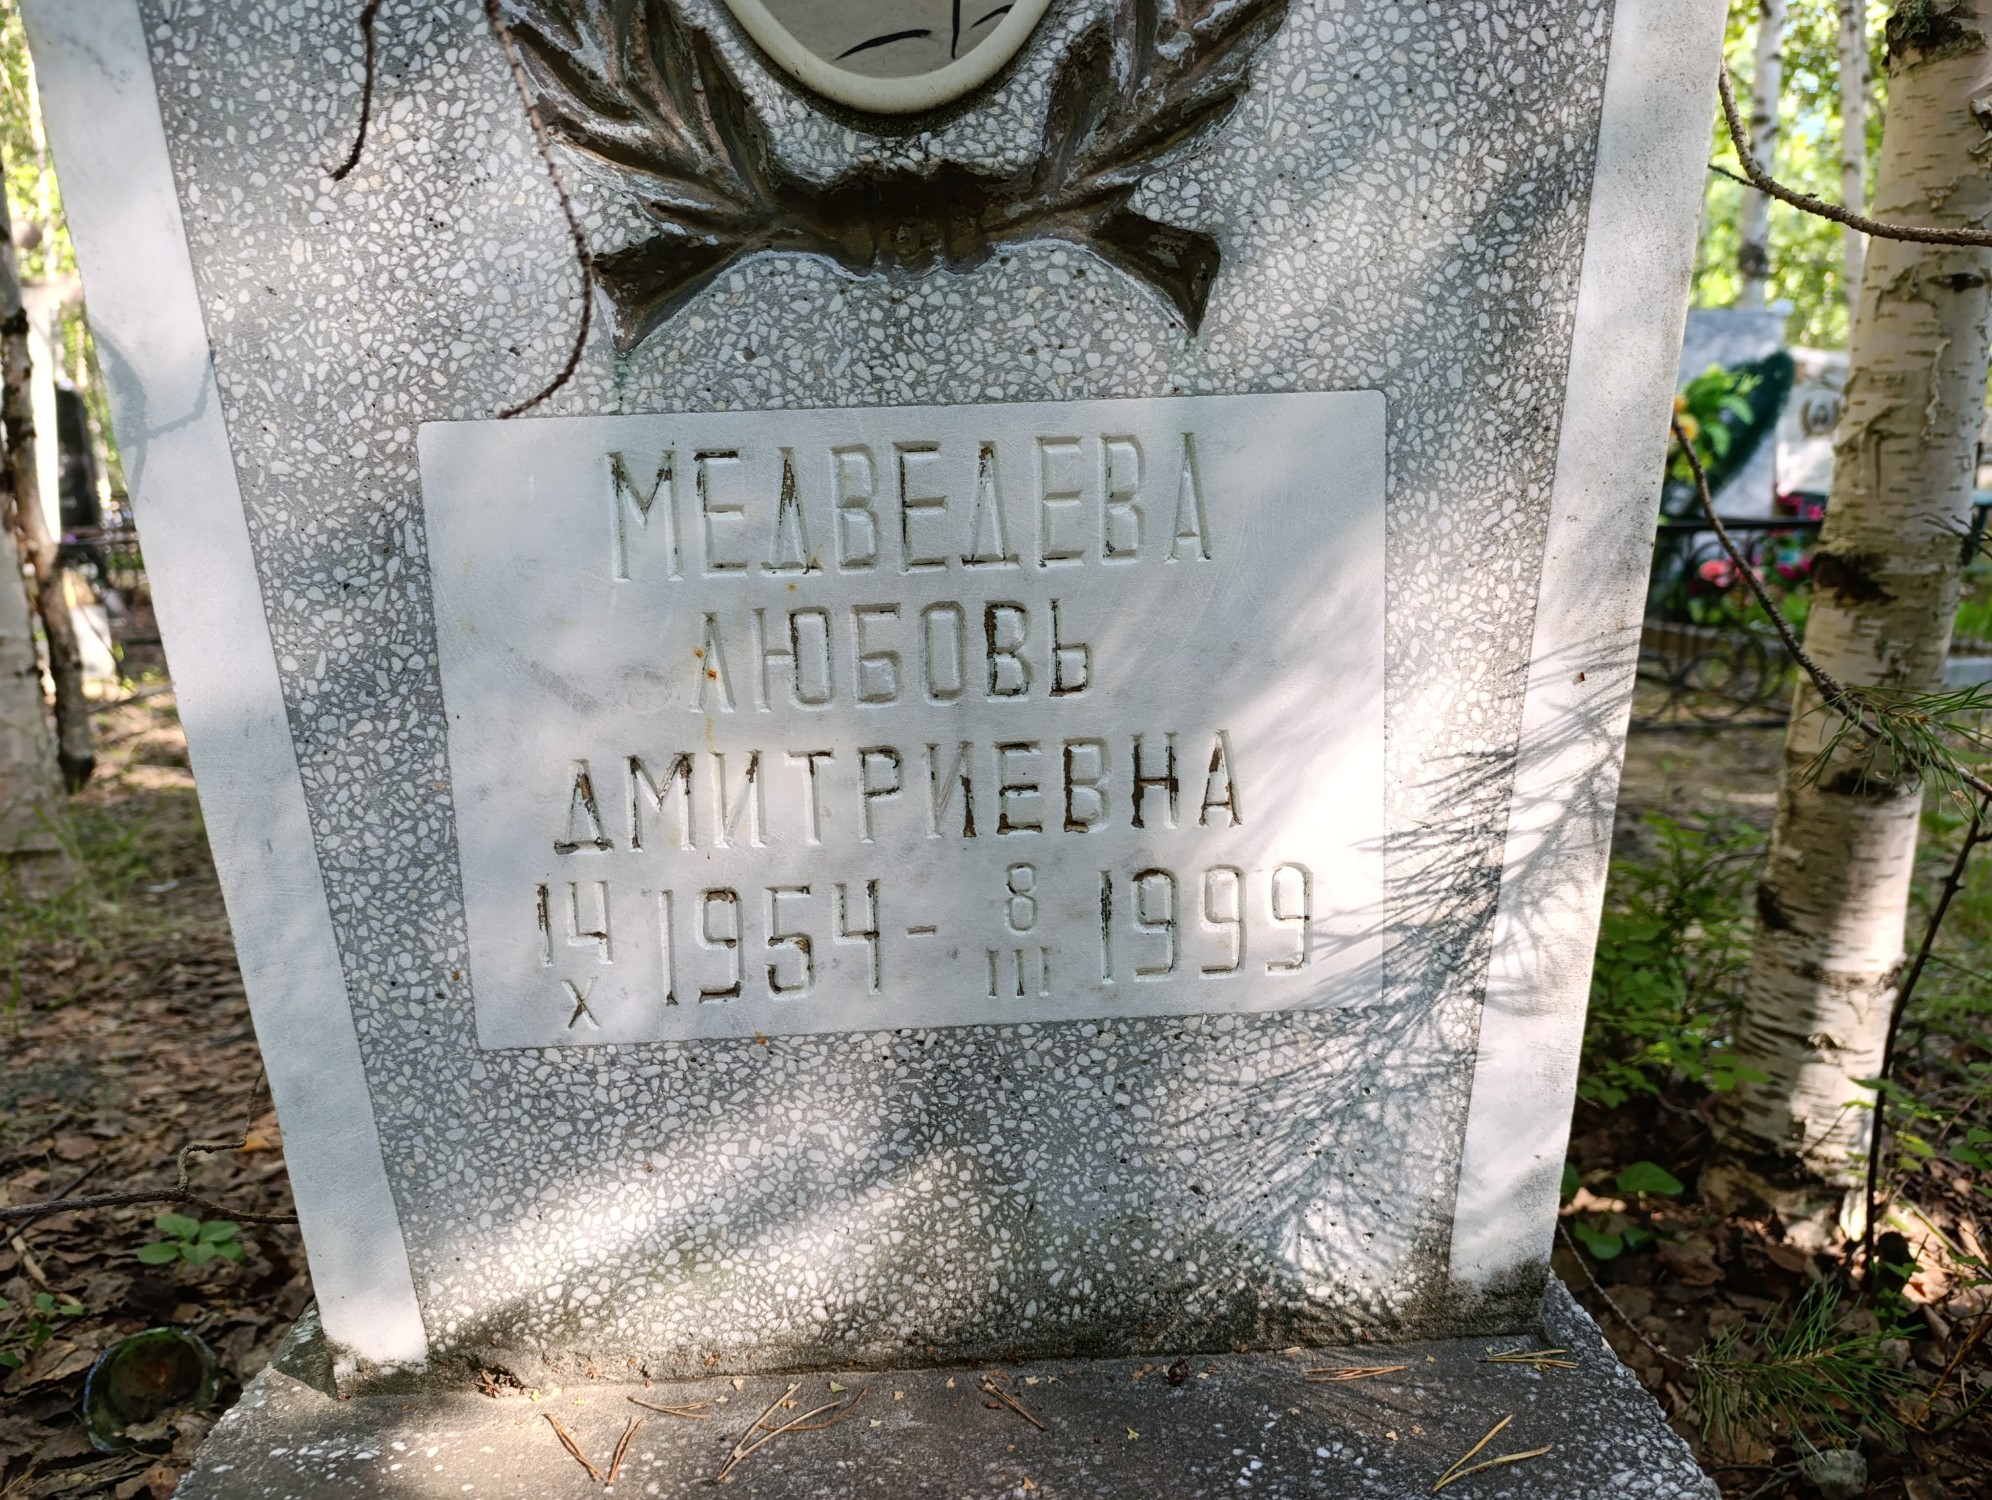 МЕДВЕДЕВА
ЛЮБОВЬ
ДМИТРИЕВНА
14/X 1954 - 8/III 1999